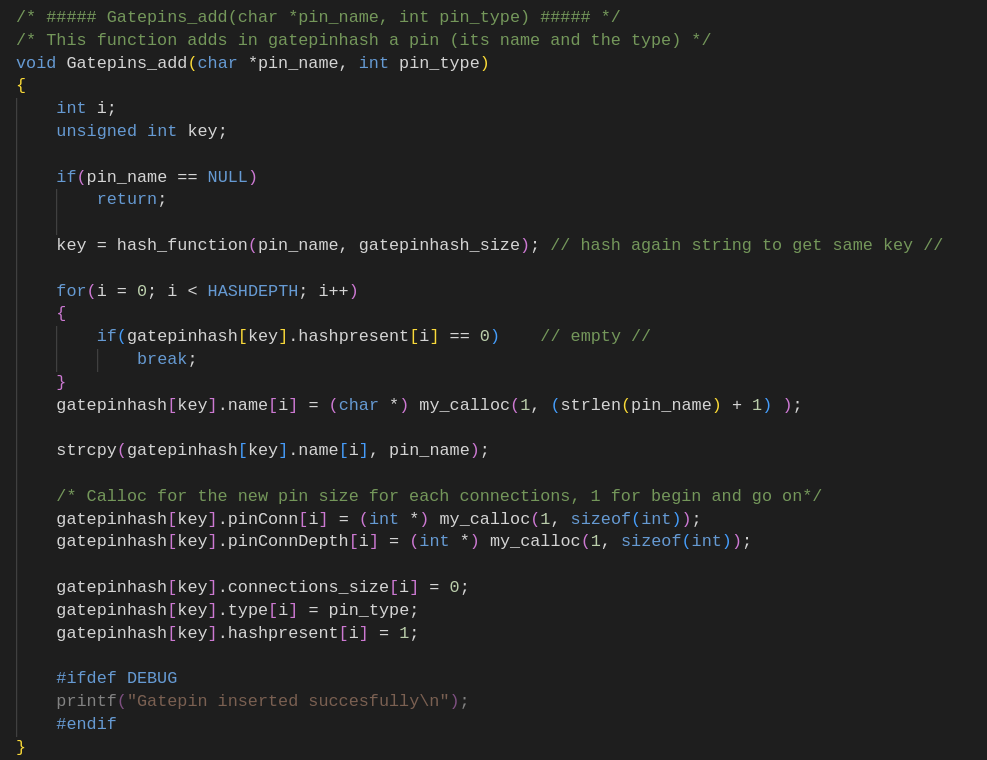 /* ##### Gatepins_add(char *pin_name, int pin_type) ##### */
/* This function adds in gatepinhash a pin (its name and the type) */
void Gatepins_add(char *pin_name, int pin_type)
{
    int i;
    unsigned int key;

    if(pin_name == NULL)
        return;

    key = hash_function(pin_name, gatepinhash_size); // hash again string to get same key //

    for(i = 0; i < HASHDEPTH; i++)
    {
        if(gatepinhash[key].hashpresent[i] == 0)    // empty //
            break;
    }
    gatepinhash[key].name[i] = (char *) my_calloc(1, (strlen(pin_name) + 1) );

    strcpy(gatepinhash[key].name[i], pin_name);

    /* Calloc for the new pin size for each connections, 1 for begin and go on*/
    gatepinhash[key].pinConn[i] = (int *) my_calloc(1, sizeof(int));
    gatepinhash[key].pinConnDepth[i] = (int *) my_calloc(1, sizeof(int));

    gatepinhash[key].connections_size[i] = 0;
    gatepinhash[key].type[i] = pin_type;
    gatepinhash[key].hashpresent[i] = 1;

    #ifdef DEBUG
    printf("Gatepin inserted succesfully\n");
    #endif
}